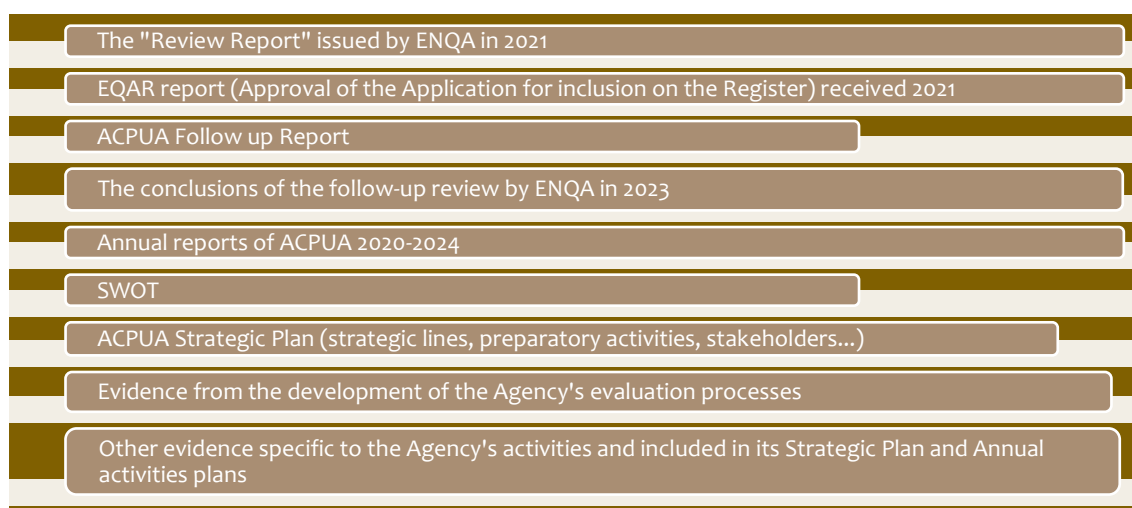 The "Review Report" issued by ENQA in 2021
EQAR report (Approval of the Application for inclusion on the Register) received 2021
ACPUA Follow up Report
The conclusions of the follow-up review by ENQA in 2023
Annual reports of ACPUA 2020-2024
SWOT
ACPUA Strategic Plan (strategic lines, preparatory activities, stakeholders...)
Evidence from the development of the Agency's evaluation processes
Other evidence specific to the Agency's activities and included in its Strategic Plan and Annual
activities plans